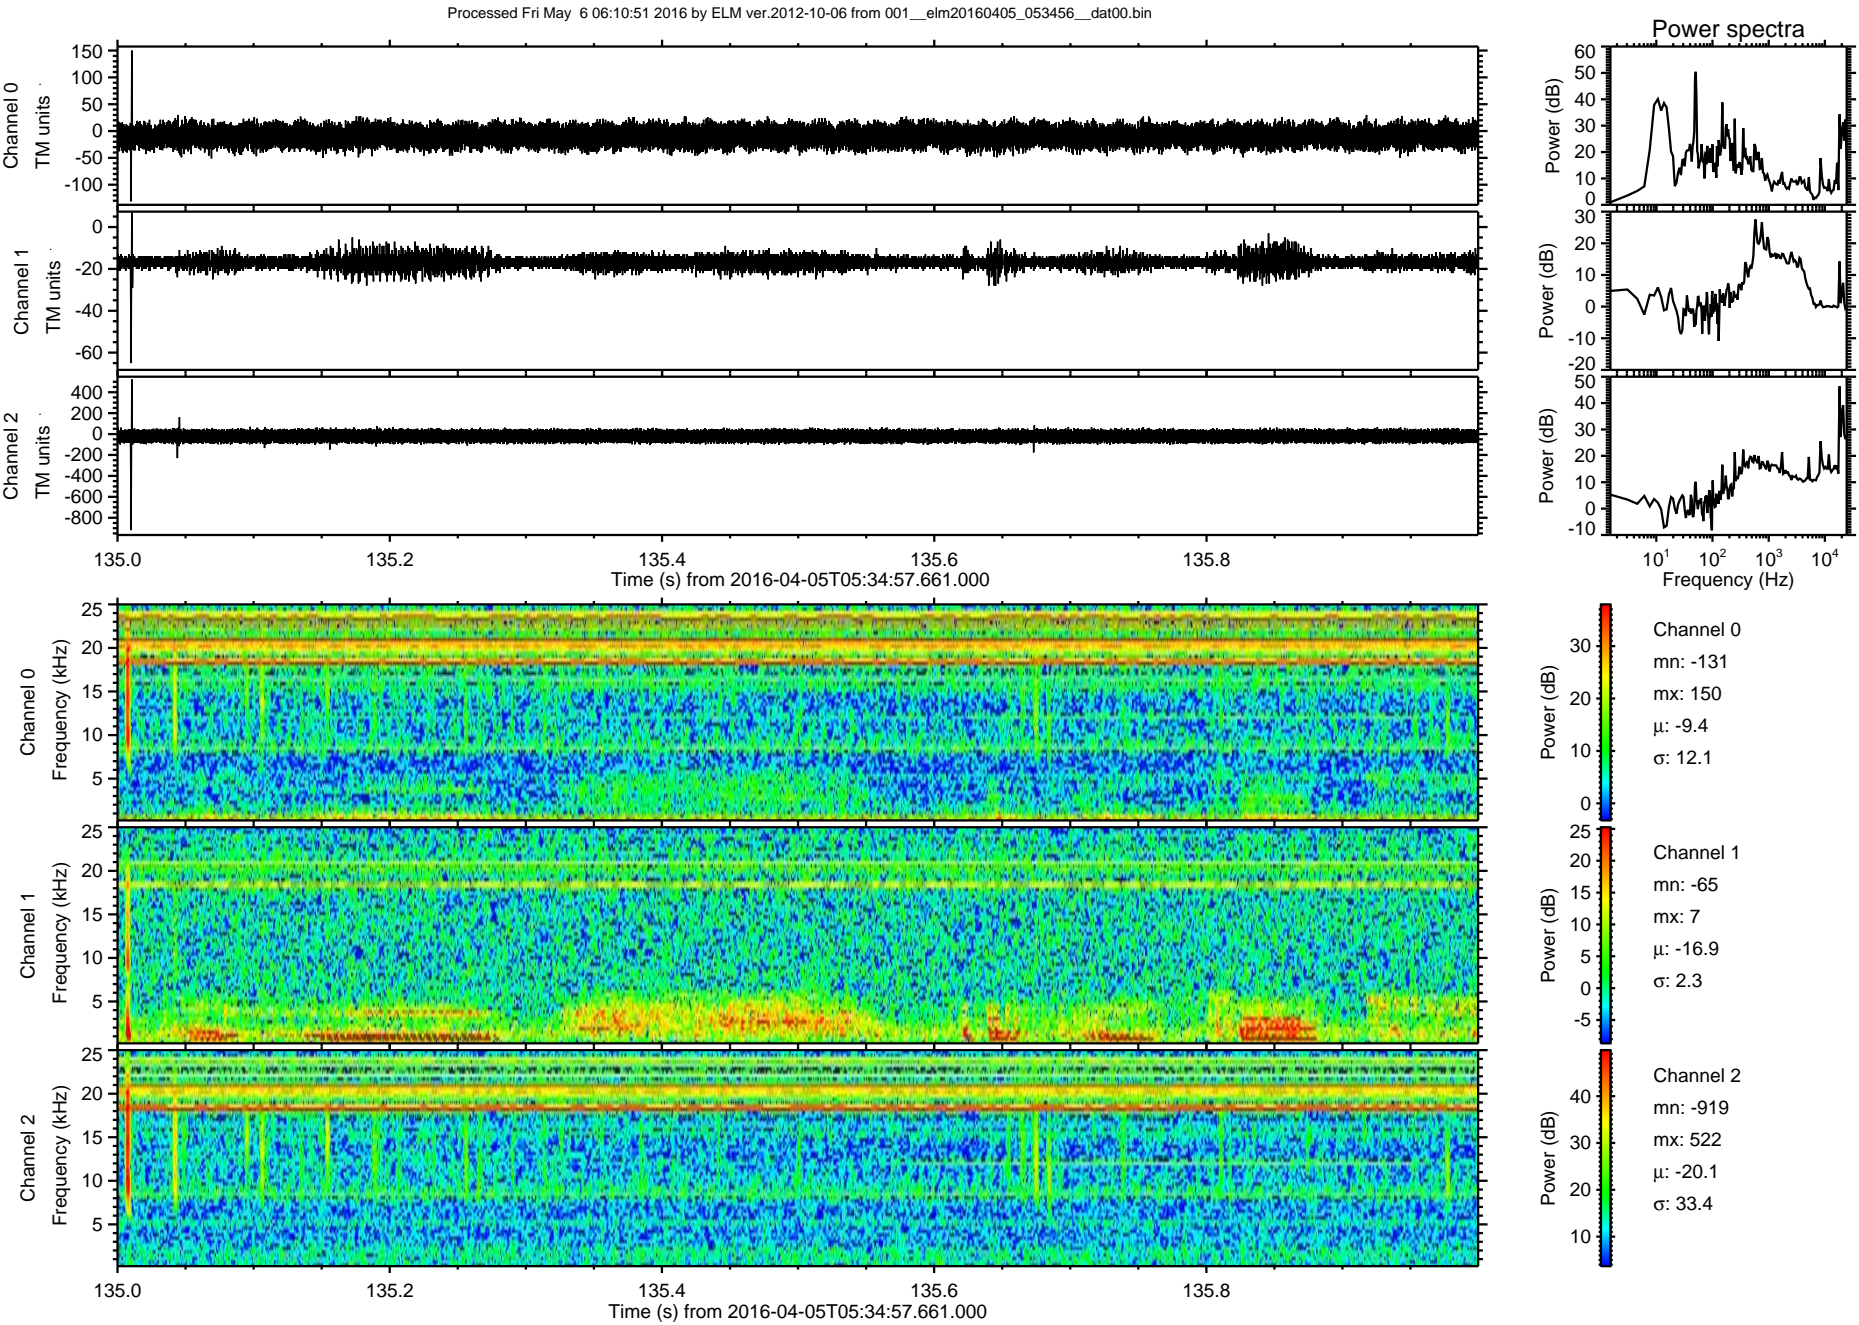 Processed Fri May  6 06:10:51 2016 by ELM ver.2012-10-06 from 001__elm20160405_053456__dat00.bin
Power spectra
Channel 0
TM units
150
100
50
0
-50
-100
Power (dB)
60
50
40
30
20
10
0
Channel 1
TM units
0
-20
-40
-60
Power (dB)
30
20
10
0
-10
-20
Channel 2
TM units
400
200
0
-200
-400
-600
-800
Power (dB)
50
40
30
20
10
0
-10
135.0 135.2 135.4 135.6 135.8
Time (s) from 2016-04-05T05:34:57.661.000
10^1 10^2 10^3 10^4
Frequency (Hz)
Channel 0
Frequency (kHz)
25
20
15
10
5
Power (dB)
30
20
10
0
Channel 0
mn: -131
mx: 150
μ: -9.4
σ: 12.1
Channel 1
Frequency (kHz)
25
20
15
10
5
Power (dB)
25
20
15
10
5
0
-5
Channel 1
mn: -65
mx: 7
μ: -16.9
σ: 2.3
Channel 2
Frequency (kHz)
25
20
15
10
5
Power (dB)
40
30
20
10
Channel 2
mn: -919
mx: 522
μ: -20.1
σ: 33.4
135.0 135.2 135.4 135.6 135.8
Time (s) from 2016-04-05T05:34:57.661.000